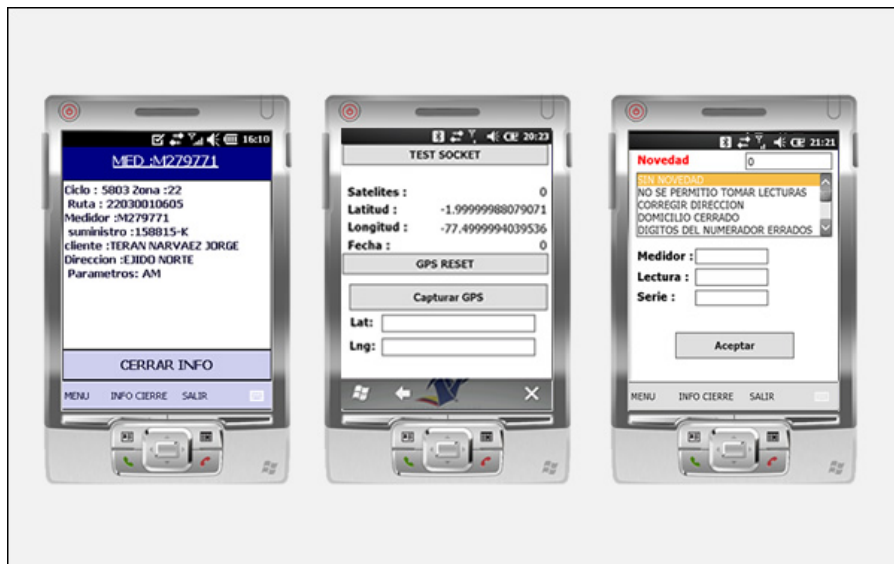 16:10
MED :M279771
Ciclo : 5803 Zona :22
Ruta : 22030010605
Medidor :M279771
suministro :158815-K
cliente :TERAN NARVAEZ JORGE
Direccion :EJIDO NORTE
Parametros: AM
CERRAR INFO
MENU INFO CIERRE SALIR
20:23
TEST SOCKET
Satelites : 0
Latitud : -1.99999988079071
Longitud : -77.4999994039536
Fecha : 0
GPS RESET
Capturar GPS
Lat:
Lng:
21:21
Novedad 0
SIN NOVEDAD
NO SE PERMITIO TOMAR LECTURAS
CORREGIR DIRECCION
DOMICILIO CERRADO
DIGITOS DEL NUMERADOR ERRADOS
Medidor :
Lectura :
Serie :
Aceptar
MENU INFO CIERRE SALIR